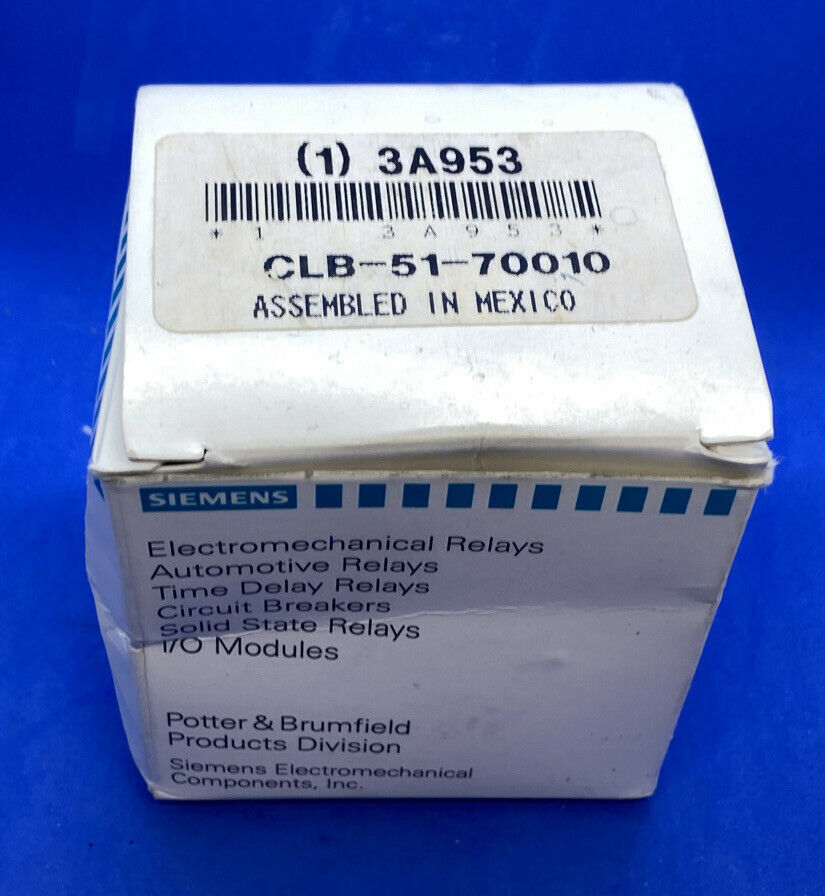 (1) 3A953
*1 3A953*
CLB-51-70010
ASSEMBLED IN MEXICO
SIEMENS
Electromechanical Relays
Automotive Relays
Time Delay Relays
Circuit Breakers
Solid State Relays
I/O Modules
Potter & Brumfield
Products Division
Siemens Electromechanical
Components, Inc.